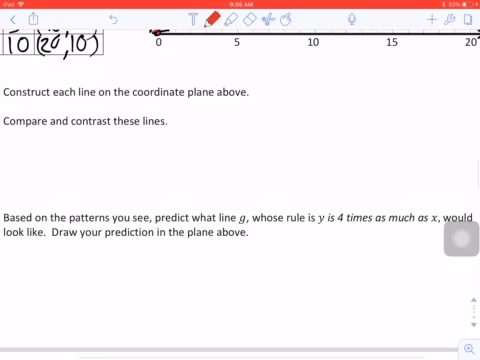 iPad 9:56 AM 33%
10 (20, 10)
0 5 10 15 20
Construct each line on the coordinate plane above.
Compare and contrast these lines.
Based on the patterns you see, predict what line g, whose rule is y is 4 times as much as x, would
look like. Draw your prediction in the plane above.